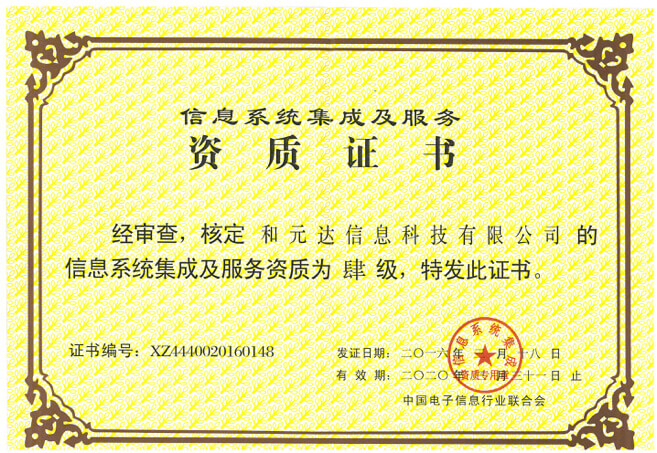 信息系统集成及服务
资质证书
经审查，核定 和元达信息科技有限公司 的
信息系统集成及服务资质为 肆 级，特发此证书。
证书编号：XZ4440020160148
发证日期：二〇一六年 月 十八 日
有效期：二〇二〇年 月三十一日 止
中国电子信息行业联合会
信息系统集成
资质专用章